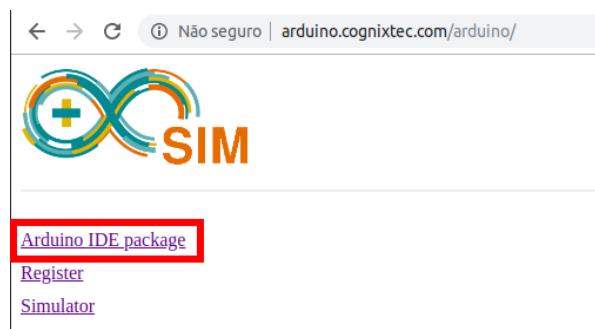 Não seguro | arduino.cognixtec.com/arduino/
SIM
Arduino IDE package
Register
Simulator